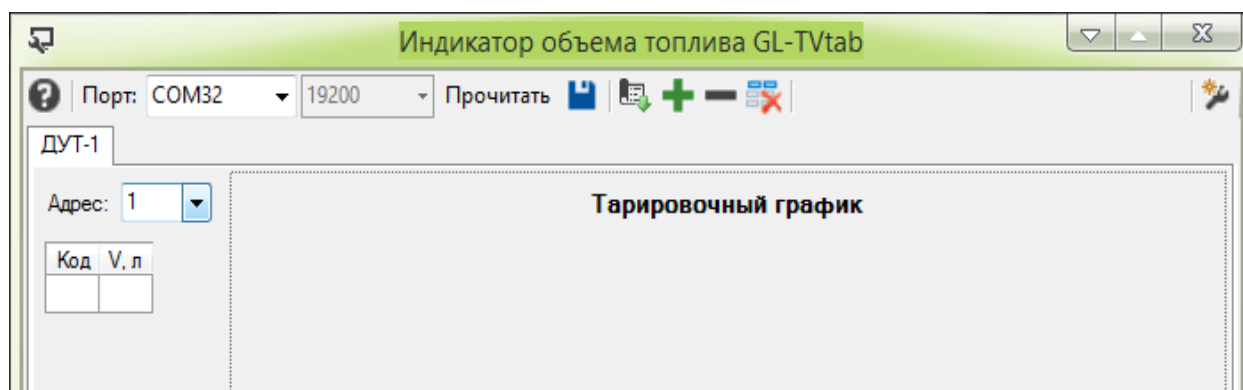 Индикатор объема топлива GL-TVtab
Порт: COM32 19200 Прочитать
ДУТ-1
Адрес: 1
Тарировочный график
Код V, л